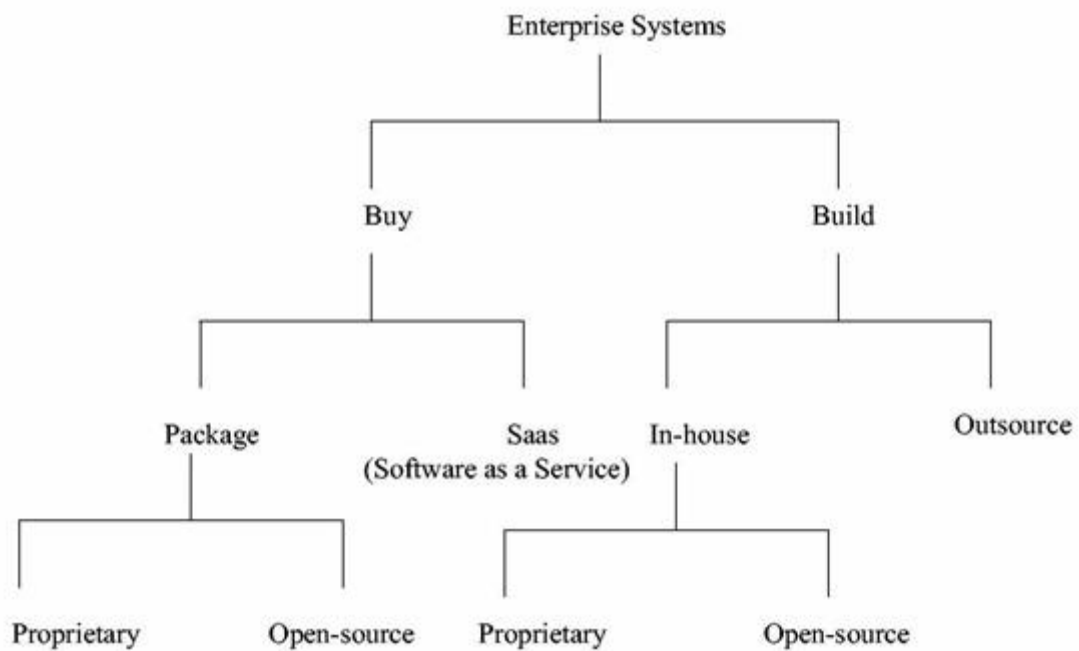 Enterprise Systems
Buy
Build
Package
Saas
(Software as a Service)
In-house
Outsource
Proprietary
Open-source
Proprietary
Open-source